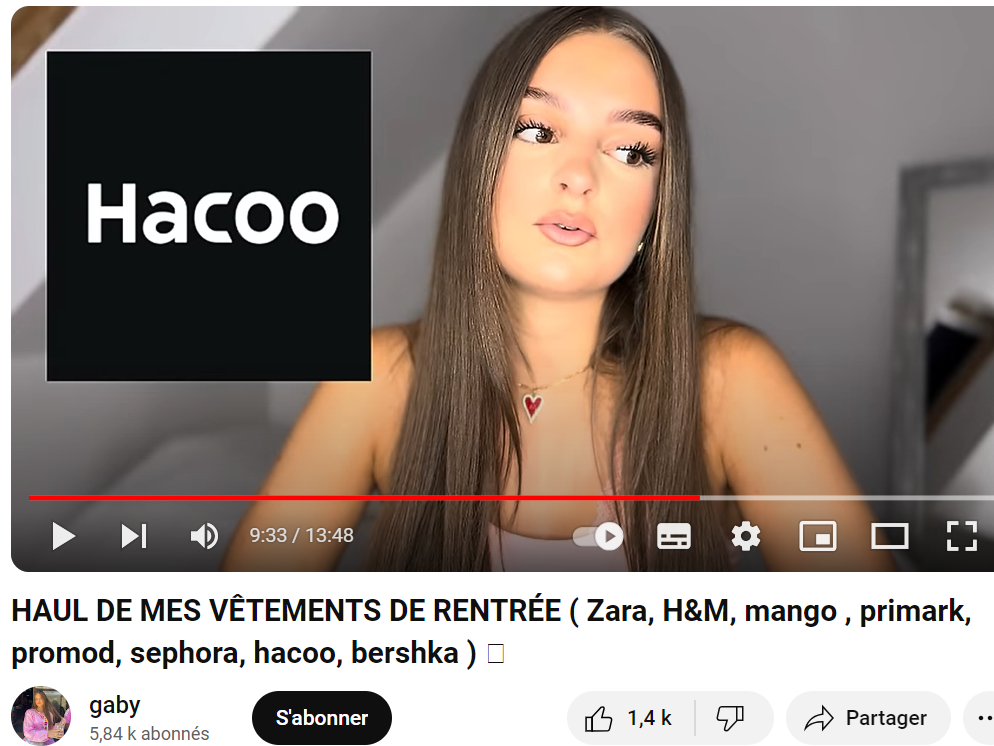 Hacoo
9:33 / 13:48
HAUL DE MES VÊTEMENTS DE RENTRÉE ( Zara, H&M, mango , primark,
promod, sephora, hacoo, bershka )
gaby
5,84 k abonnés
S'abonner
1,4 k
Partager